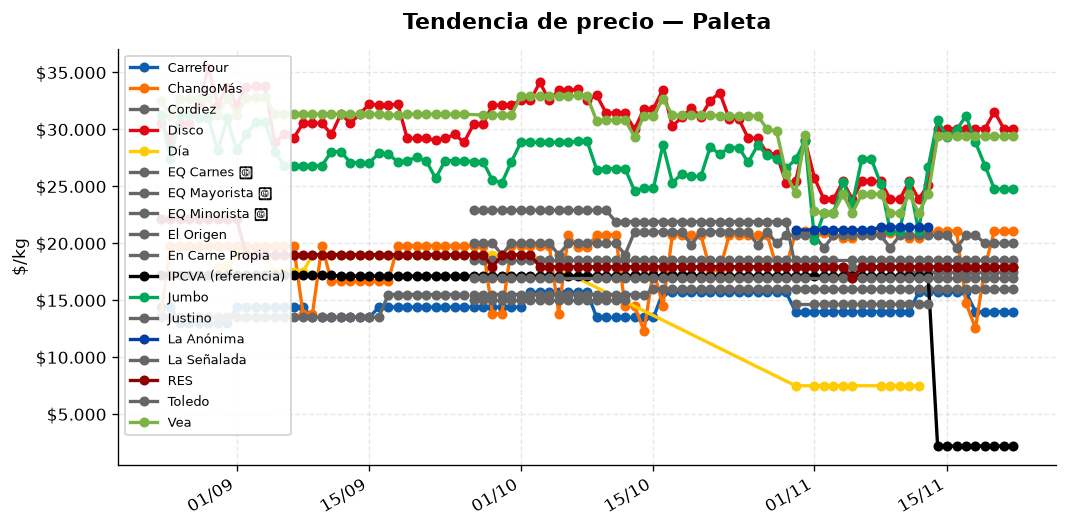 Tendencia de precio — Paleta
$/kg
$35.000
$30.000
$25.000
$20.000
$15.000
$10.000
$5.000
Carrefour
ChangoMás
Cordiez
Disco
Día
EQ Carnes
EQ Mayorista
EQ Minorista
El Origen
En Carne Propia
IPCVA (referencia)
Jumbo
Justino
La Anónima
La Señalada
RES
Toledo
Vea
01/09
15/09
01/10
15/10
01/11
15/11